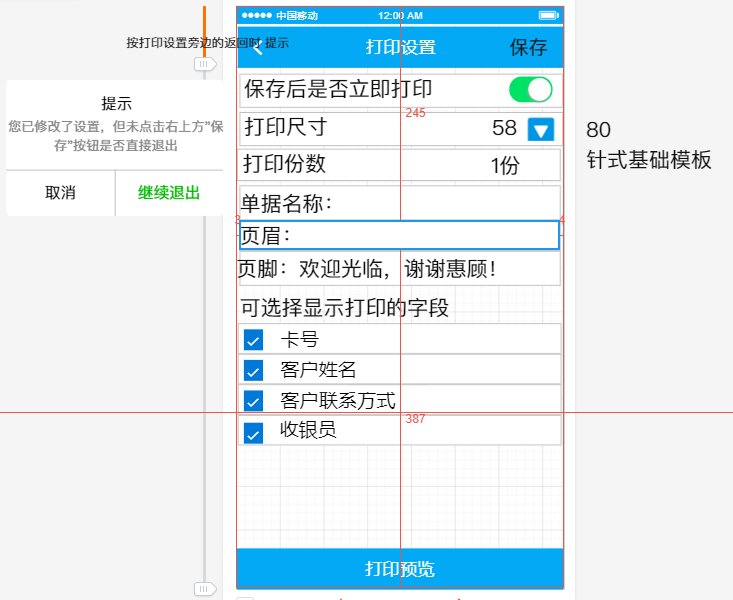 中国移动
12:00 AM
按打印设置旁边的返回时 提示
打印设置
保存
提示
您已修改了设置，但未点击右上方"保
存"按钮是否直接退出
取消
继续退出
保存后是否立即打印
245
打印尺寸
58
80
针式基础模板
打印份数
1份
单据名称：
页眉：
页脚：欢迎光临，谢谢惠顾！
可选择显示打印的字段
卡号
客户姓名
客户联系方式
387
收银员
打印预览